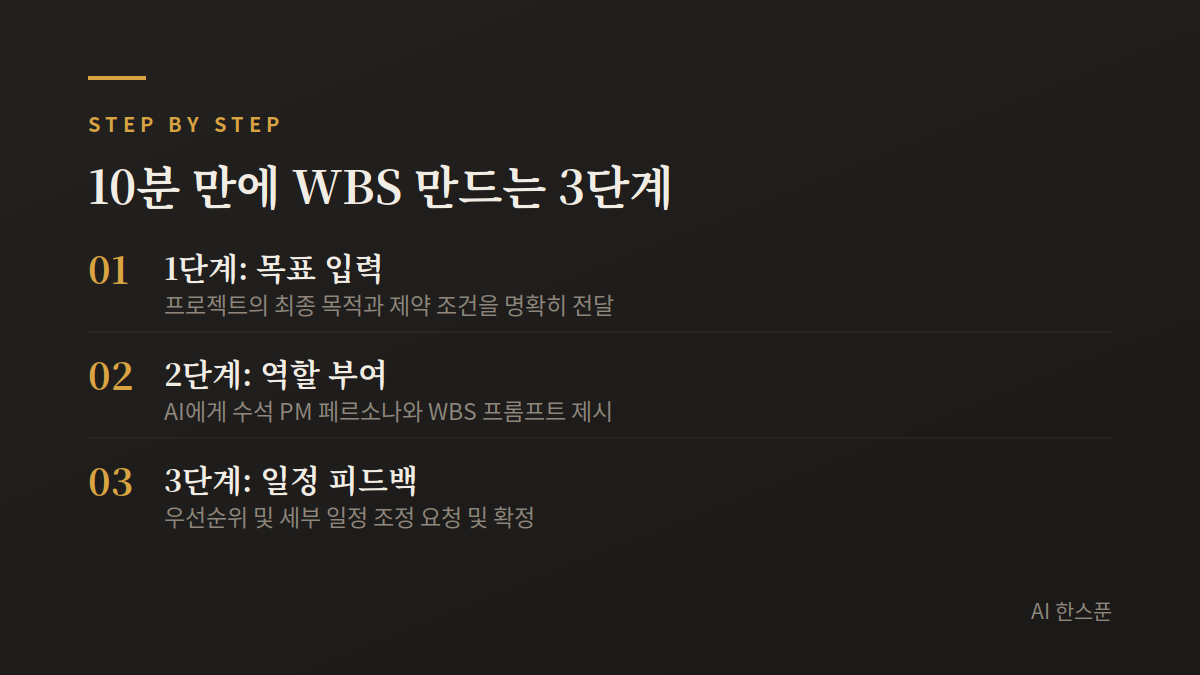 STEP BY STEP
10분 만에 WBS 만드는 3단계
01
1단계: 목표 입력
프로젝트의 최종 목적과 제약 조건을 명확히 전달
02
2단계: 역할 부여
AI에게 수석 PM 페르소나와 WBS 프롬프트 제시
03
3단계: 일정 피드백
우선순위 및 세부 일정 조정 요청 및 확정
AI 한스푼